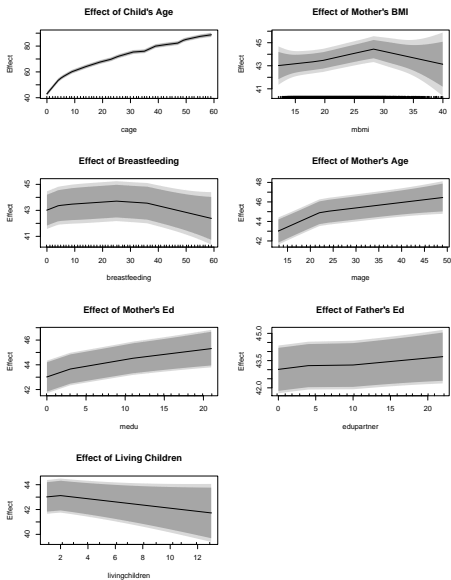 Effect of Child's Age
Effect
40 60 80
0 10 20 30 40 50 60
cage
Effect of Mother's BMI
Effect
41 43 45
15 20 25 30 35 40
mbmi
Effect of Breastfeeding
Effect
41 43 45
0 10 20 30 40 50 60
breastfeeding
Effect of Mother's Age
Effect
42 44 46 48
15 20 25 30 35 40 45 50
mage
Effect of Mother's Ed
Effect
42 44 46
0 5 10 15 20
medu
Effect of Father's Ed
Effect
42.0 43.5 45.0
0 5 10 15 20
edupartner
Effect of Living Children
Effect
40 42 44
2 4 6 8 10 12
livingchildren